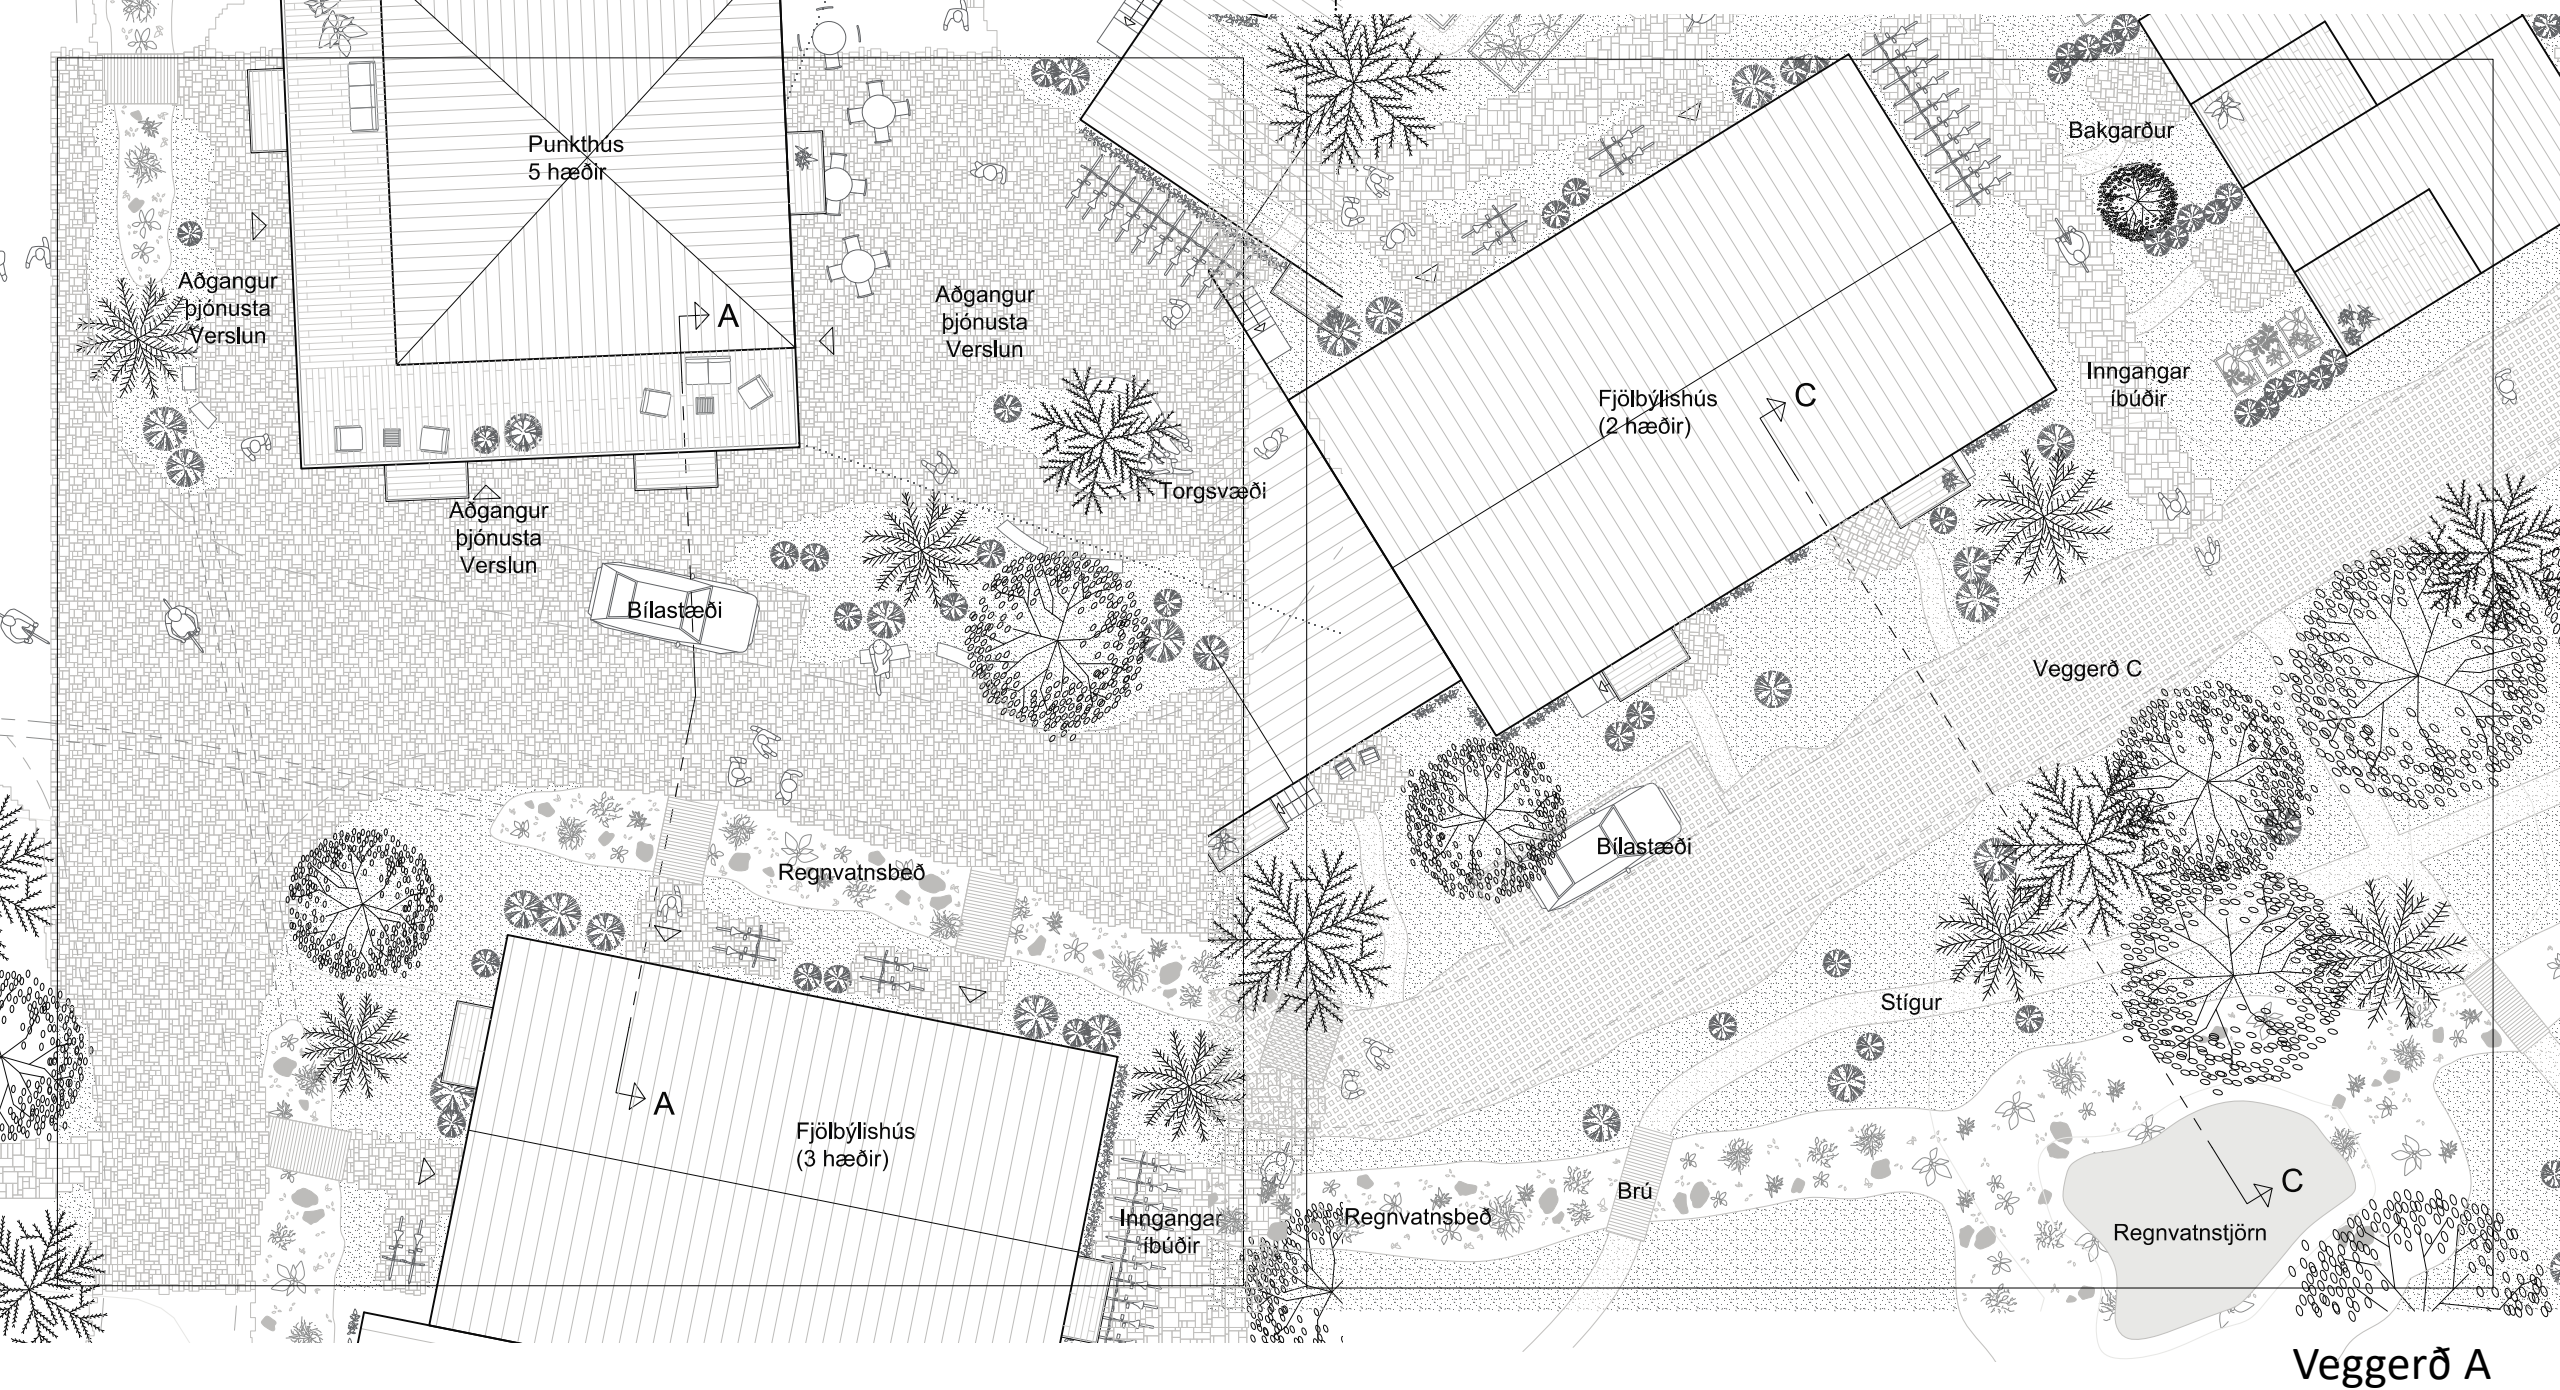 Punkthús
5 hæðir
Aðgangur
þjónusta
Verslun
A
Aðgangur
þjónusta
Verslun
Aðgangur
þjónusta
Verslun
Torgsvæði
Bílastæði
Regnvatnsbeð
A
Fjölbýlishús
(3 hæðir)
Inngangar
íbúðir
Bakgarður
Fjölbýlishús
(2 hæðir)
C
Inngangar
íbúðir
Veggerð C
Bílastæði
Stígur
Brú
Regnvatnsbeð
C
Regnvatnstjörn
Veggerð A